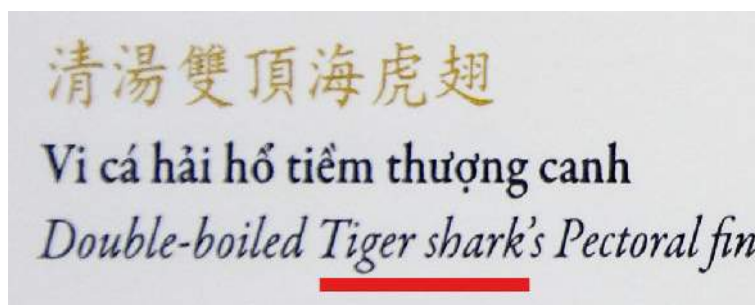 清湯雙頂海虎翅
Vi cá hải hổ tiềm thượng canh
Double-boiled Tiger shark's Pectoral fin